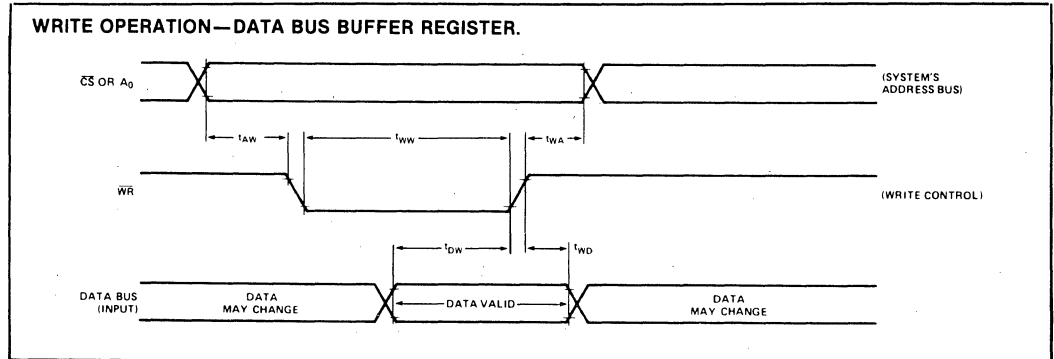 WRITE OPERATION—DATA BUS BUFFER REGISTER.
CS OR A0
(SYSTEM'S
ADDRESS BUS)
tAW
tWW
tWA
WR
(WRITE CONTROL)
tDW
tWD
DATA BUS
(INPUT)
DATA
MAY CHANGE
DATA VALID
DATA
MAY CHANGE